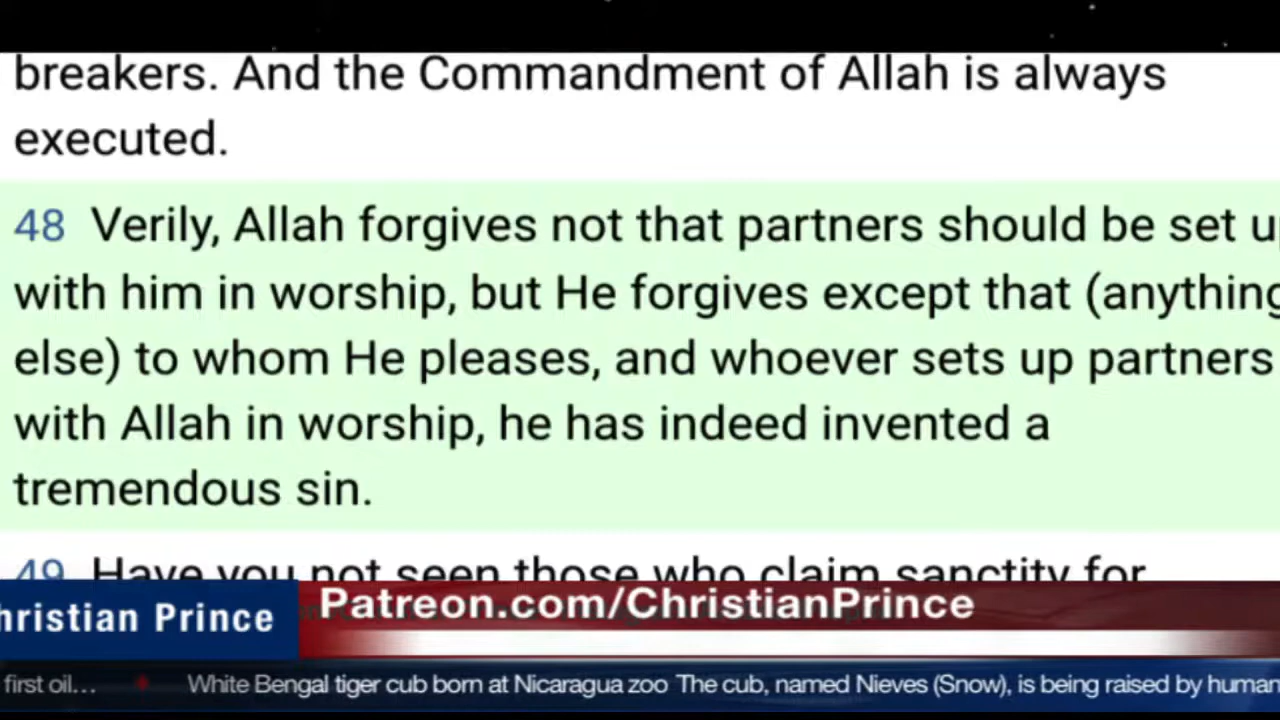 breakers. And the Commandment of Allah is always
executed.
48 Verily, Allah forgives not that partners should be set u
with him in worship, but He forgives except that (anything
else) to whom He pleases, and whoever sets up partners
with Allah in worship, he has indeed invented a
tremendous sin.
49 Have you not seen those who claim sanctity for
hristian Prince
Patreon.com/ChristianPrince
first oil... White Bengal tiger cub born at Nicaragua zoo The cub, named Nieves (Snow), is being raised by human